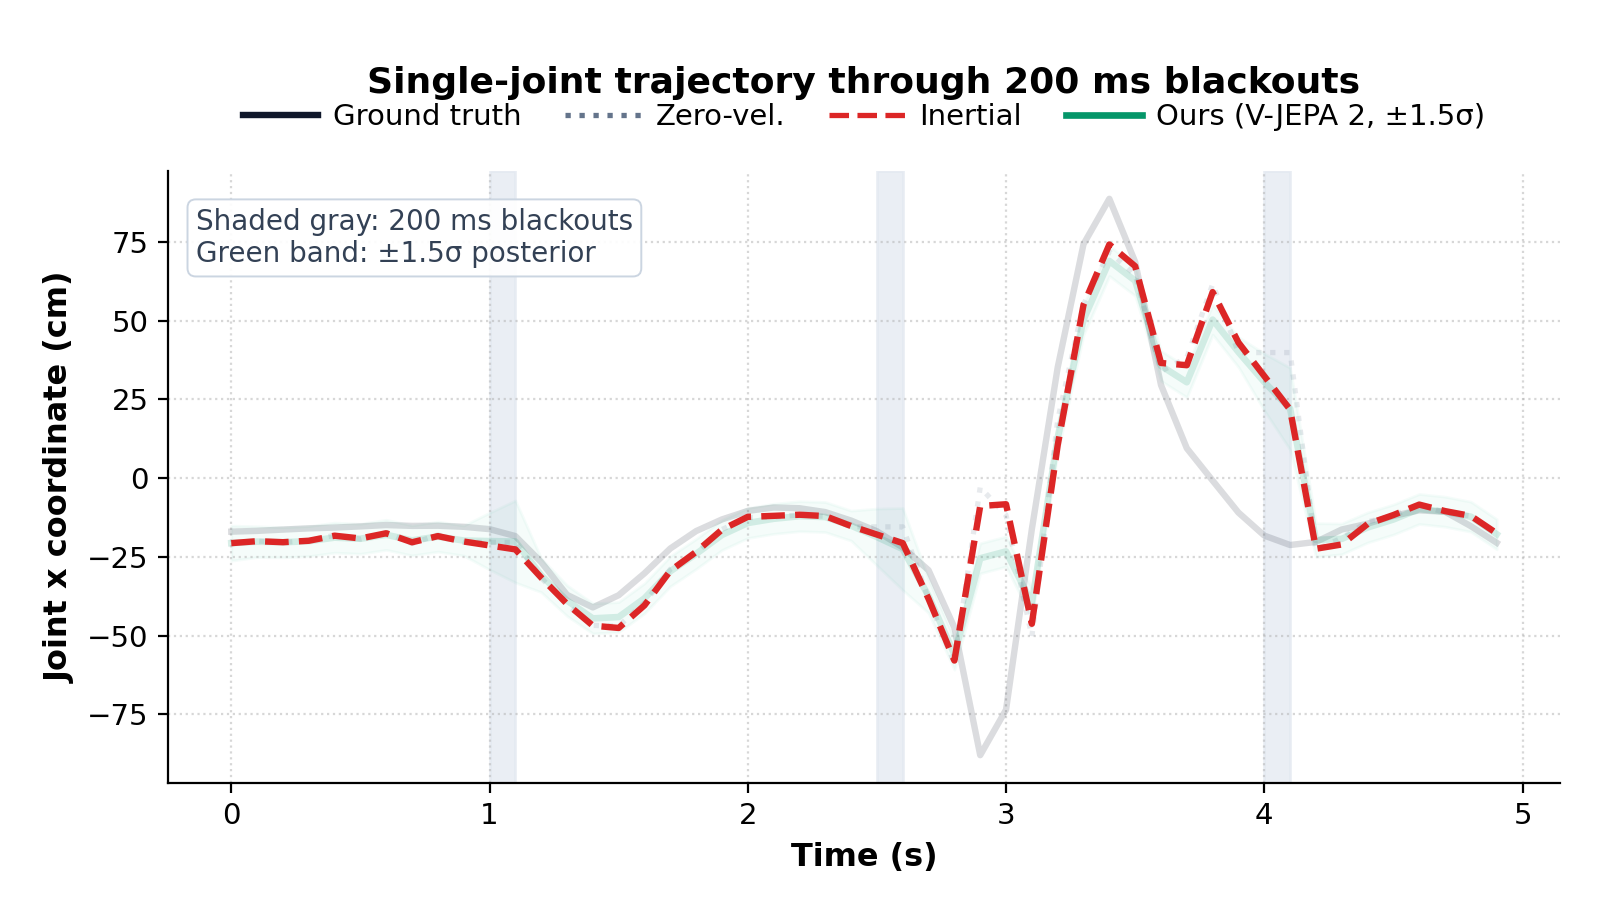 Single-joint trajectory through 200 ms blackouts
Ground truth Zero-vel. Inertial Ours (V-JEPA 2, ±1.5σ)
Shaded gray: 200 ms blackouts
Green band: ±1.5σ posterior
Joint x coordinate (cm)
75
50
25
0
−25
−50
−75
0 1 2 3 4 5
Time (s)